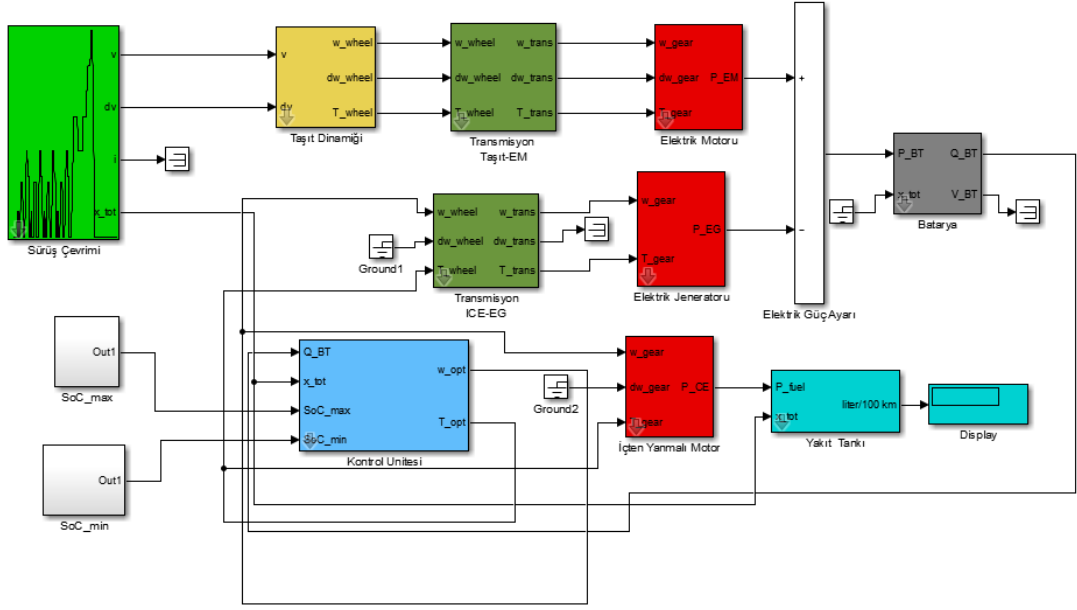 v
dv
i
x_tot
Sürüş Çevrimi
v
dv
w_wheel
dw_wheel
T_wheel
Taşıt Dinamiği
w_wheel
dw_wheel
T_wheel
w_trans
dw_trans
T_trans
Transmisyon
Taşıt-EM
w_gear
dw_gear
T_gear
P_EM
Elektrik Motoru
+
−
Elektrik Güç Ayarı
P_BT
x_tot
Q_BT
V_BT
Batarya
Ground1
w_wheel
dw_wheel
T_wheel
w_trans
dw_trans
T_trans
Transmisyon
ICE-EG
w_gear
T_gear
P_EG
Elektrik Jeneratoru
Out1
SoC_max
Out1
SoC_min
Q_BT
x_tot
SoC_max
SoC_min
w_opt
T_opt
Kontrol Unitesi
Ground2
w_gear
dw_gear
T_gear
P_CE
İçten Yanmalı Motor
P_fuel
x_tot
liter/100 km
Yakıt Tankı
Display